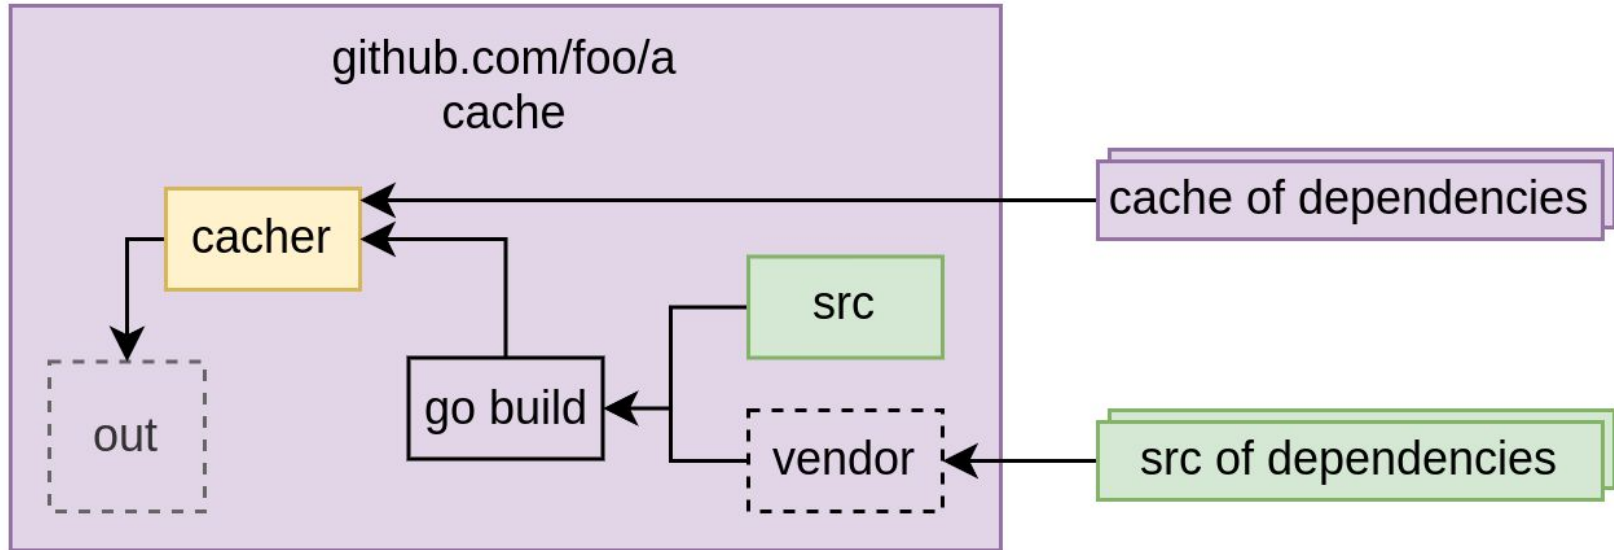 github.com/foo/a
cache
cache of dependencies
cacher
src
go build
out
vendor
src of dependencies